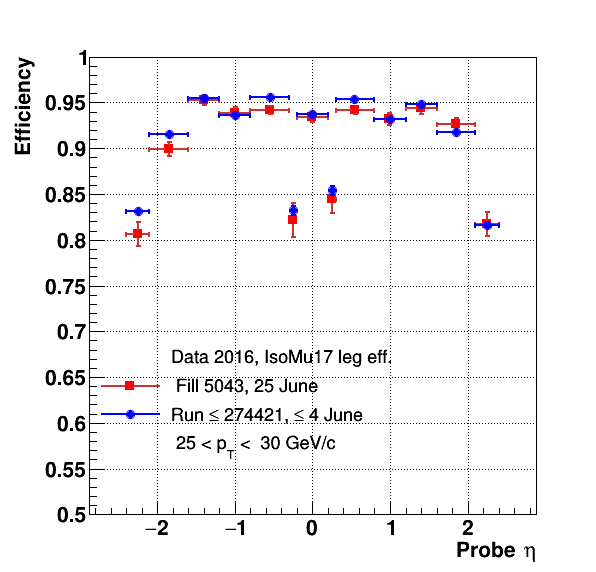 Efficiency
1
0.95
0.9
0.85
0.8
0.75
0.7
0.65
0.6
0.55
0.5
Data 2016, IsoMu17 leg eff.
Fill 5043, 25 June
Run ≤ 274421, ≤ 4 June
25 < p_T < 30 GeV/c
−2 −1 0 1 2
Probe η